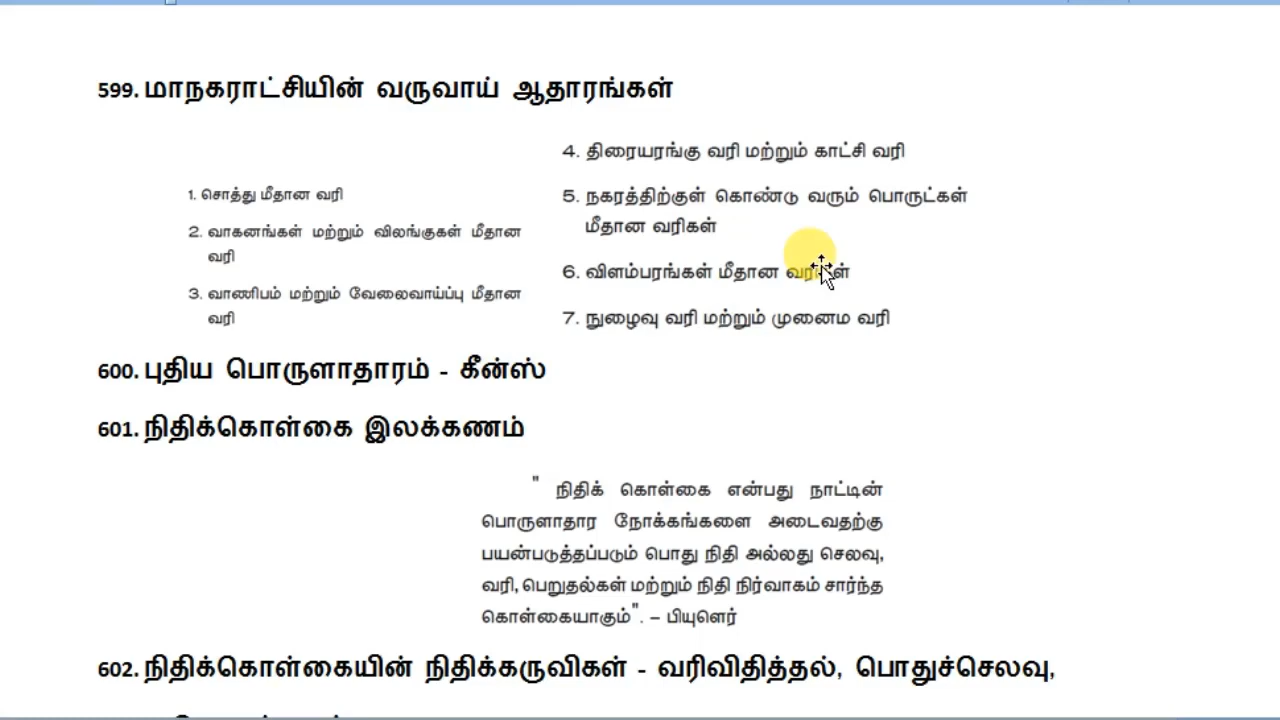 599. மாநகராட்சியின் வருவாய் ஆதாரங்கள்
1. சொத்து மீதான வரி
2. வாகனங்கள் மற்றும் விலங்குகள் மீதான
வரி
3. வாணிபம் மற்றும் வேலைவாய்ப்பு மீதான
வரி
4. திரையரங்கு வரி மற்றும் காட்சி வரி
5. நகரத்திற்குள் கொண்டு வரும் பொருட்கள்
மீதான வரிகள்
6. விளம்பரங்கள் மீதான
7. நுழைவு வரி மற்றும் முனைம வரி
600. புதிய பொருளாதாரம் - கீன்ஸ்
601. நிதிக்கொள்கை இலக்கணம்
" நிதிக் கொள்கை என்பது நாட்டின்
பொருளாதார நோக்கங்களை அடைவதற்கு
பயன்படுத்தப்படும் பொது நிதி அல்லது செலவு,
வரி, பெறுதல்கள் மற்றும் நிதி நிர்வாகம் சார்ந்த
கொள்கையாகும்". – பியுளெர்
602. நிதிக்கொள்கையின் நிதிக்கருவிகள் - வரிவிதித்தல், பொதுச்செலவு,